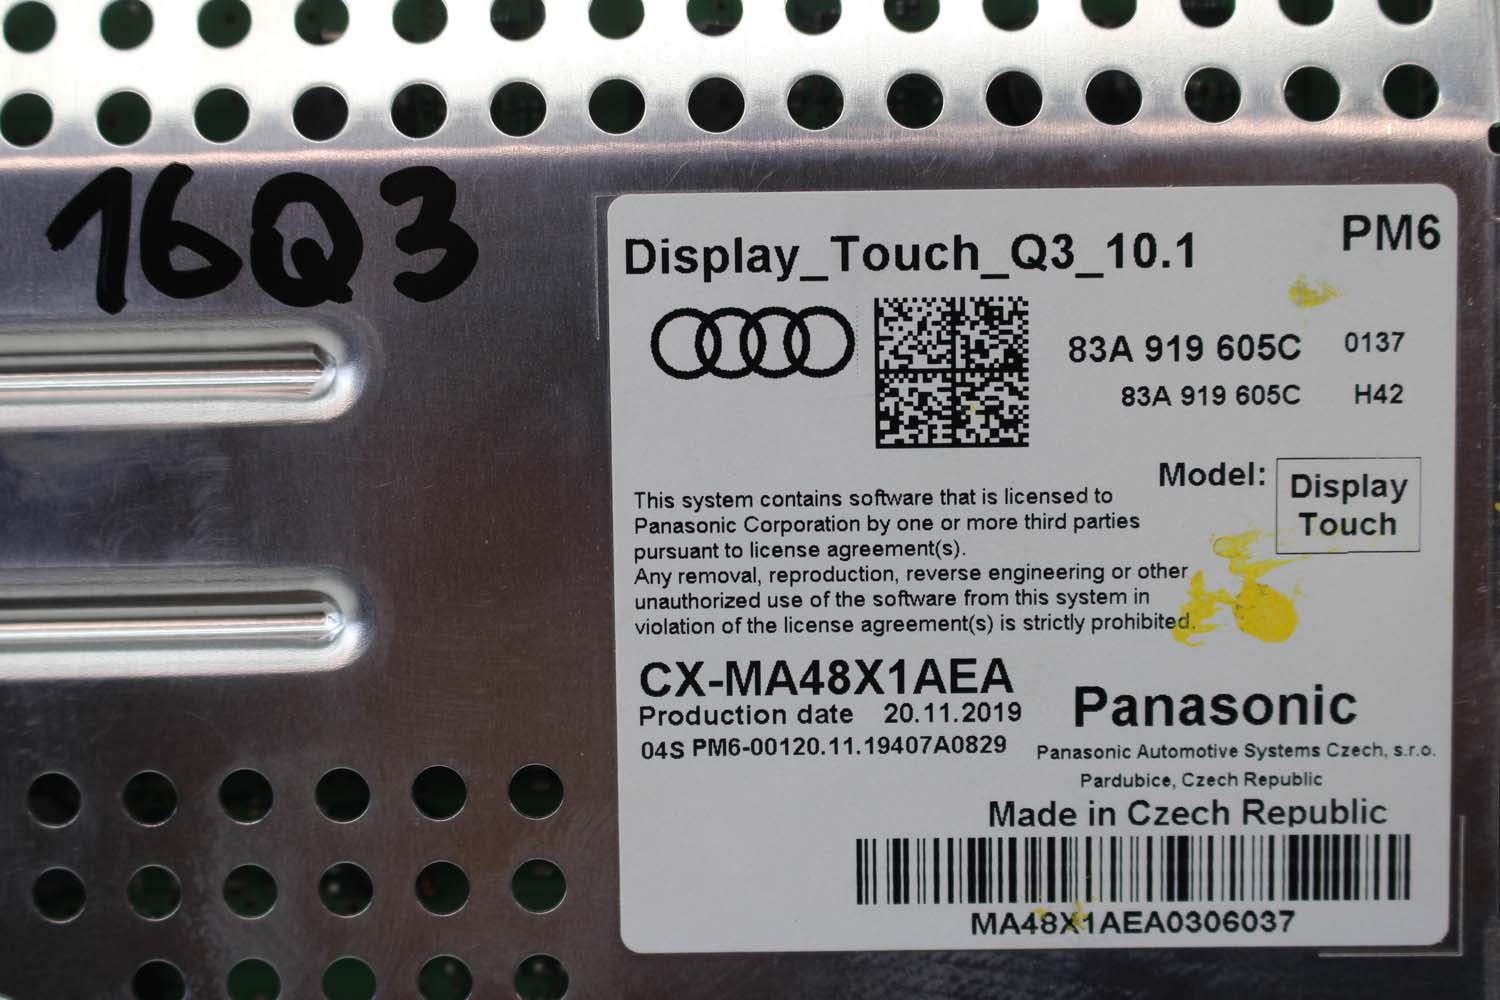 16Q3
Display_Touch_Q3_10.1
PM6
83A 919 605C 0137
83A 919 605C H42
Model: Display Touch
This system contains software that is licensed to
Panasonic Corporation by one or more third parties
pursuant to license agreement(s).
Any removal, reproduction, reverse engineering or other
unauthorized use of the software from this system in
violation of the license agreement(s) is strictly prohibited.
CX-MA48X1AEA
Production date 20.11.2019
04S PM6-00120.11.19407A0829
Panasonic
Panasonic Automotive Systems Czech, s.r.o.
Pardubice, Czech Republic
Made in Czech Republic
MA48X1AEA0306037